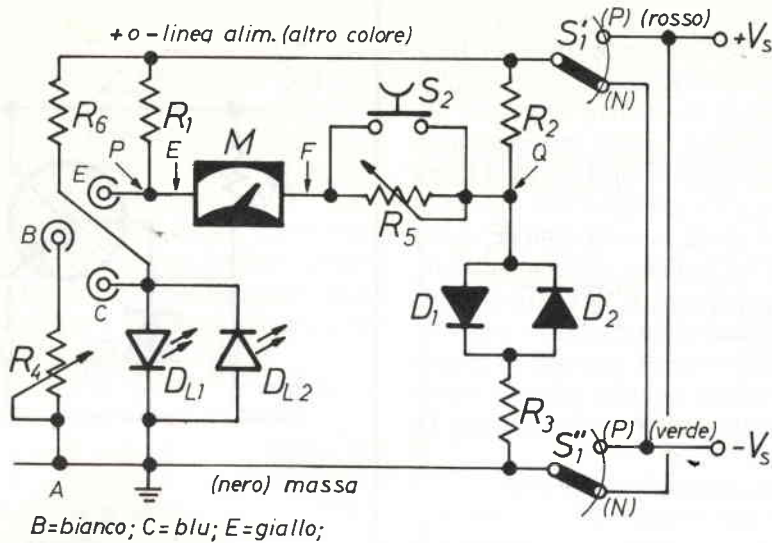 + o - linea alim. (altro colore)
S1' (P) (rosso)
+Vs
(N)
R6
R1
S2
R2
E
P
E
M
F
Q
R5
B
C
D1
D2
R4
DL1
DL2
R3
S1" (P) (verde)
-Vs
(N)
A
(nero) massa
B=bianco; C=blu; E=giallo;